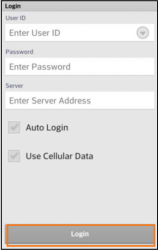 Login
User ID
Enter User ID
Password
Enter Password
Server
Enter Server Address
Auto Login
Use Cellular Data
Login